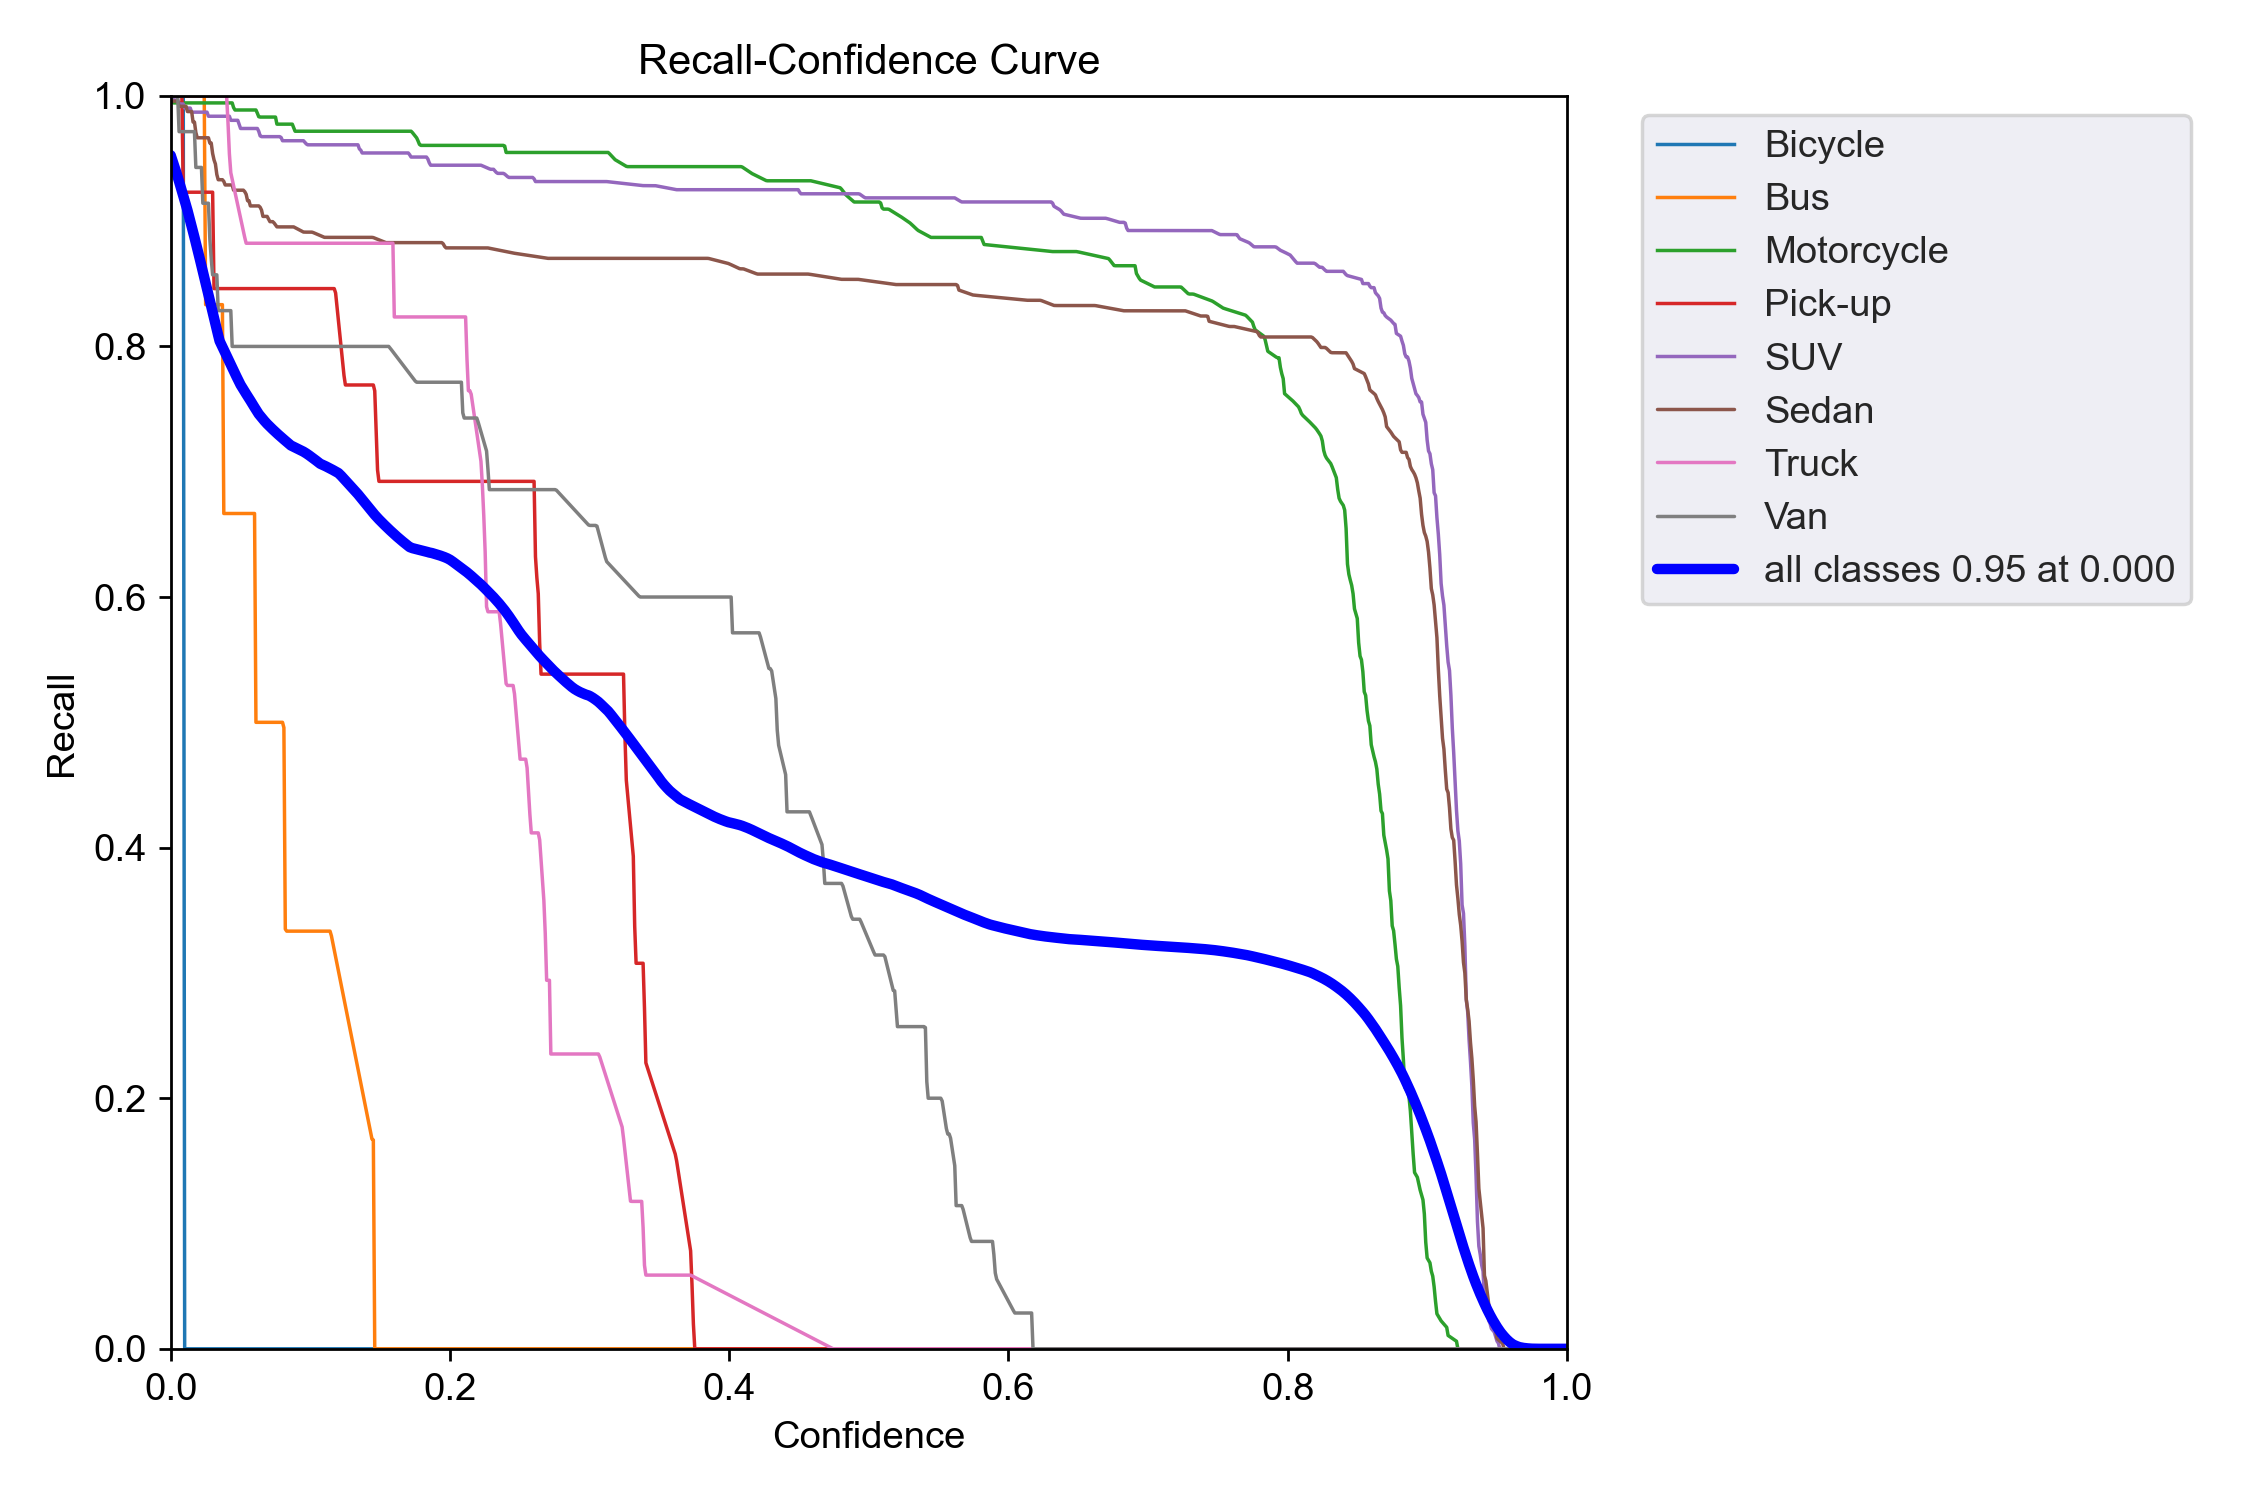 Recall-Confidence Curve
1.0
0.8
0.6
0.4
0.2
0.0
Recall
0.0 0.2 0.4 0.6 0.8 1.0
Confidence
Bicycle
Bus
Motorcycle
Pick-up
SUV
Sedan
Truck
Van
all classes 0.95 at 0.000